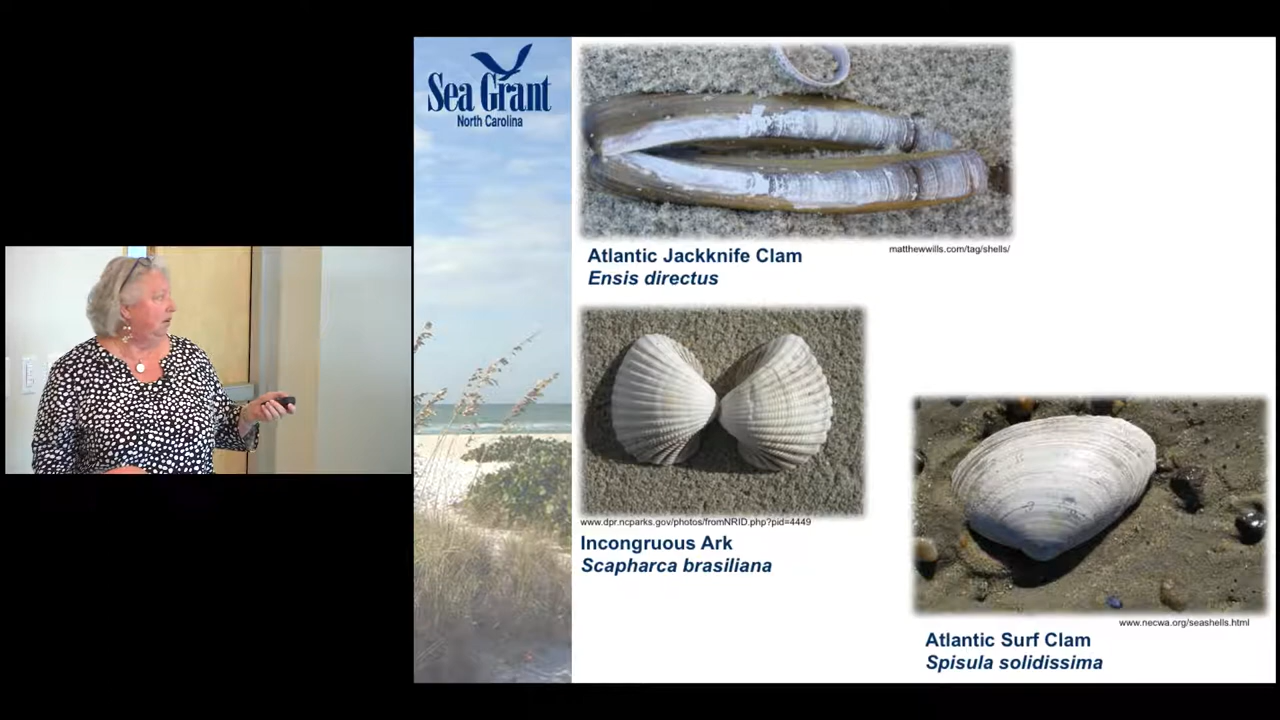 Sea Grant
North Carolina
Atlantic Jackknife Clam
Ensis directus
matthewwills.com/tag/shells/
www.dpr.ncparks.gov/photos/fromNRID.php?pid=4449
Incongruous Ark
Scapharca brasiliana
www.necwa.org/seashells.html
Atlantic Surf Clam
Spisula solidissima